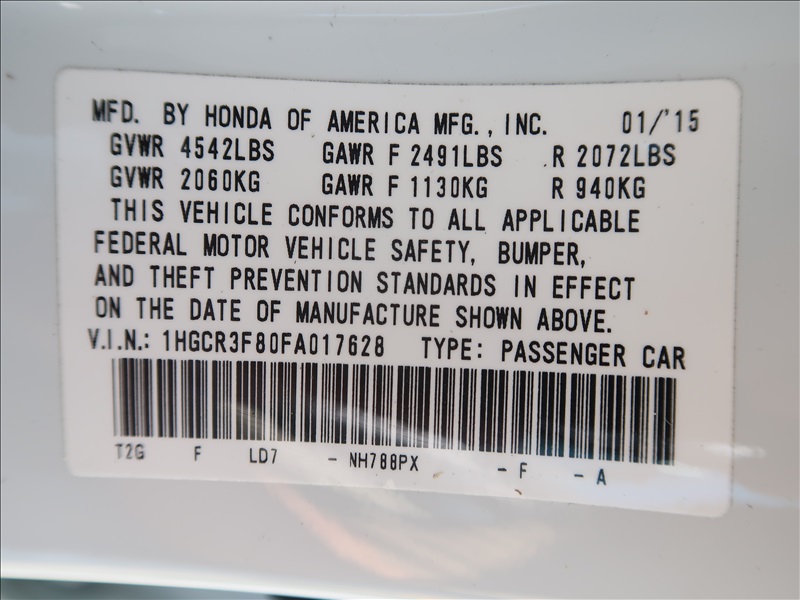 MFD. BY HONDA OF AMERICA MFG., INC. 01/'15
GVWR 4542LBS GAWR F 2491LBS R 2072LBS
GVWR 2060KG GAWR F 1130KG R 940KG
THIS VEHICLE CONFORMS TO ALL APPLICABLE
FEDERAL MOTOR VEHICLE SAFETY, BUMPER,
AND THEFT PREVENTION STANDARDS IN EFFECT
ON THE DATE OF MANUFACTURE SHOWN ABOVE.
V.I.N.: 1HGCR3F80FA017628 TYPE: PASSENGER CAR
T2G F LD7 - NH788PX - F - A